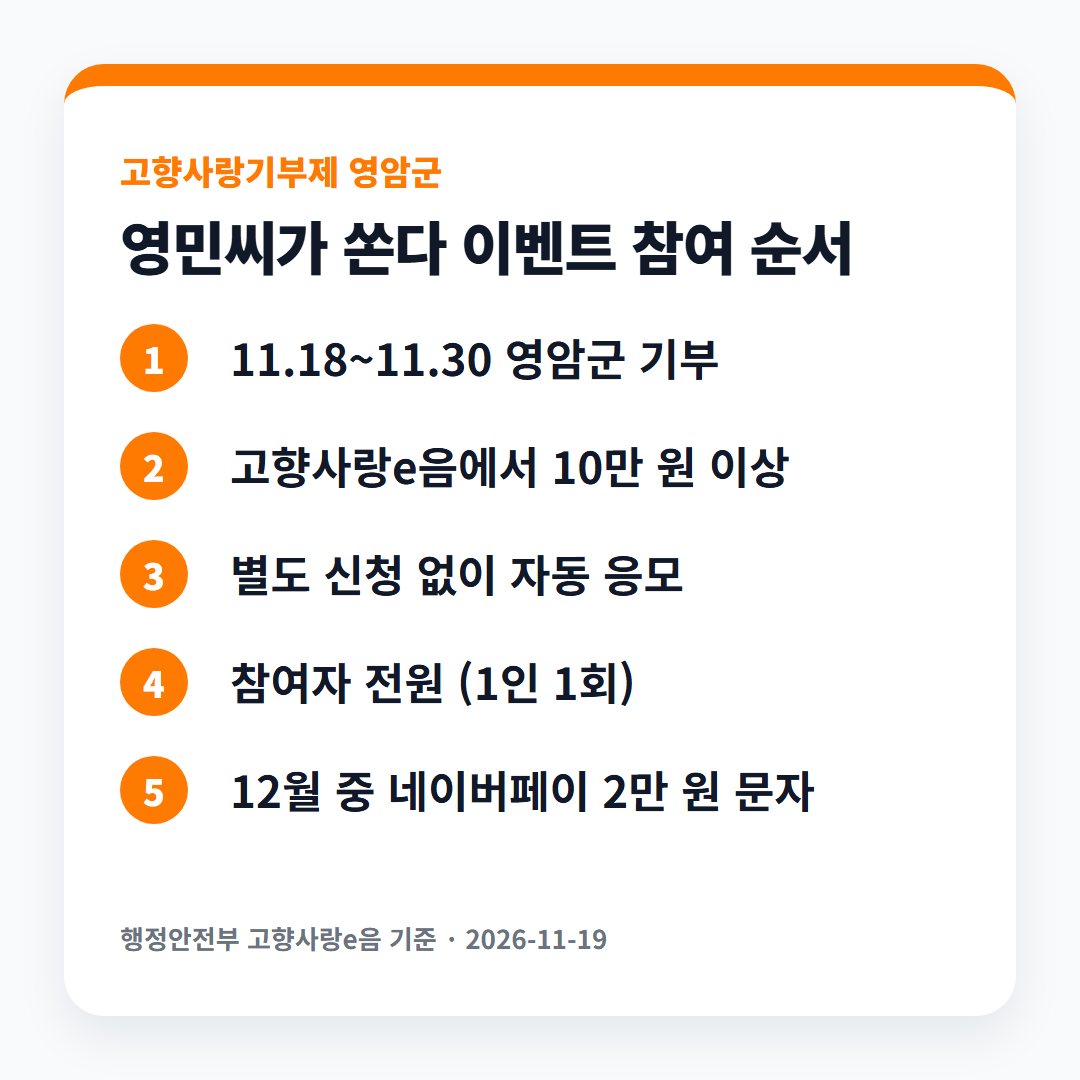 고향사랑기부제 영암군
영민씨가 쏜다 이벤트 참여 순서
1 11.18~11.30 영암군 기부
2 고향사랑e음에서 10만 원 이상
3 별도 신청 없이 자동 응모
4 참여자 전원 (1인 1회)
5 12월 중 네이버페이 2만 원 문자
행정안전부 고향사랑e음 기준 · 2026-11-19